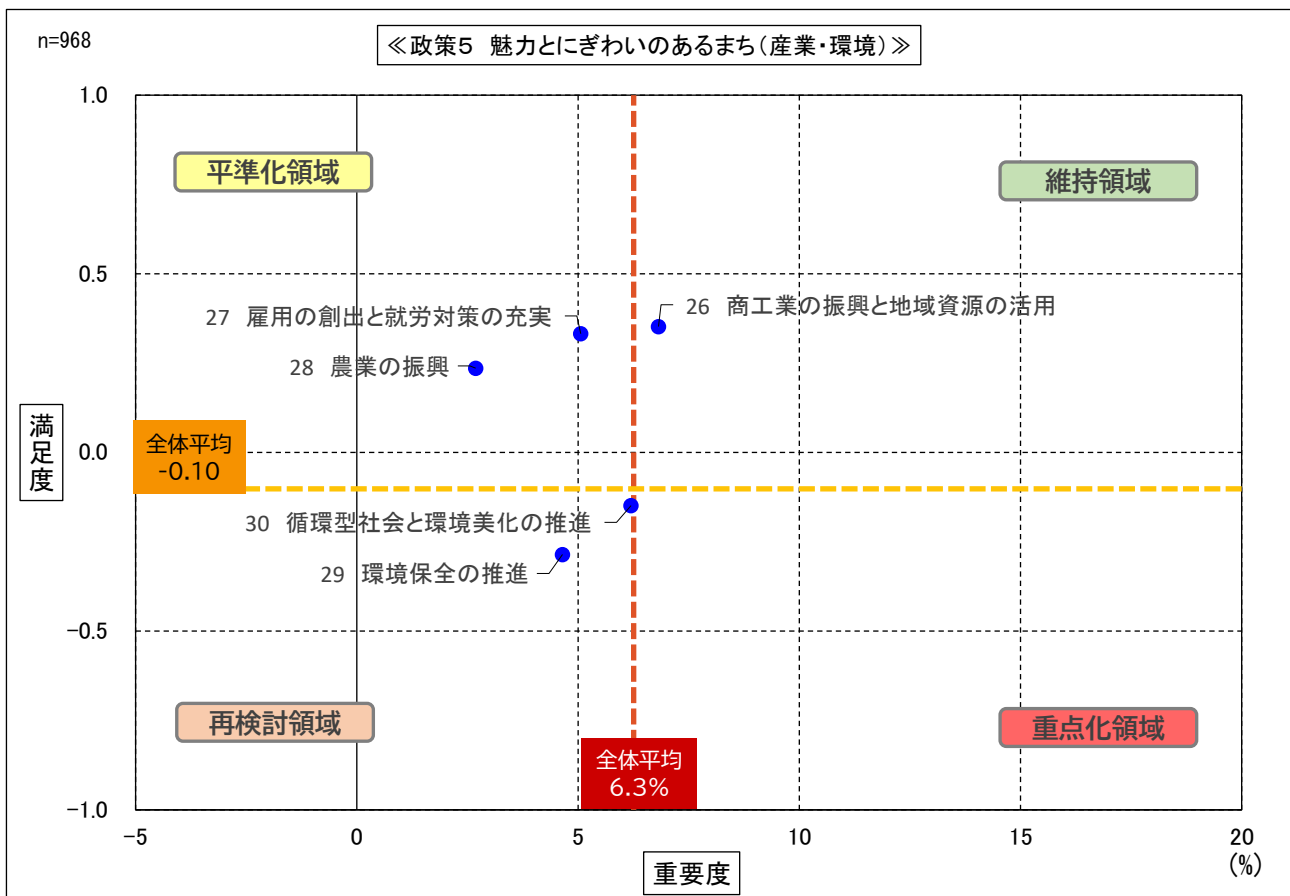 n=968
≪政策5 魅力とにぎわいのあるまち(産業・環境)≫
1.0
平準化領域
維持領域
0.5
27 雇用の創出と就労対策の充実
26 商工業の振興と地域資源の活用
28 農業の振興
満足度
0.0
全体平均
-0.10
30 循環型社会と環境美化の推進
29 環境保全の推進
−0.5
再検討領域
重点化領域
全体平均
6.3%
−1.0
−5
0
5
10
15
20
(%)
重要度